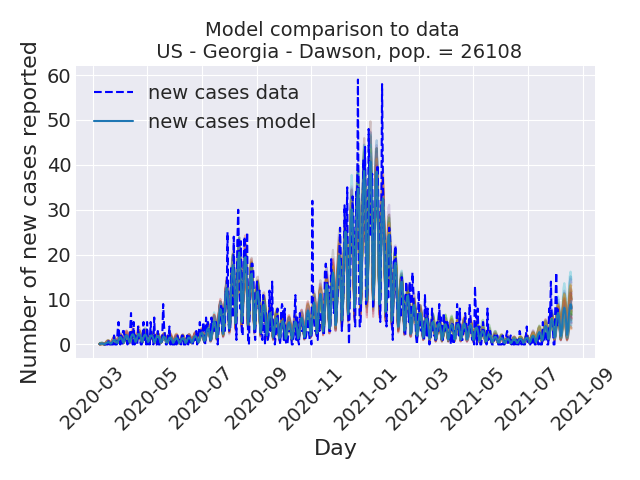 Model comparison to data
US - Georgia - Dawson, pop. = 26108
new cases data
new cases model
Number of new cases reported
60
50
40
30
20
10
0
2020-03
2020-05
2020-07
2020-09
2020-11
2021-01
2021-03
2021-05
2021-07
2021-09
Day